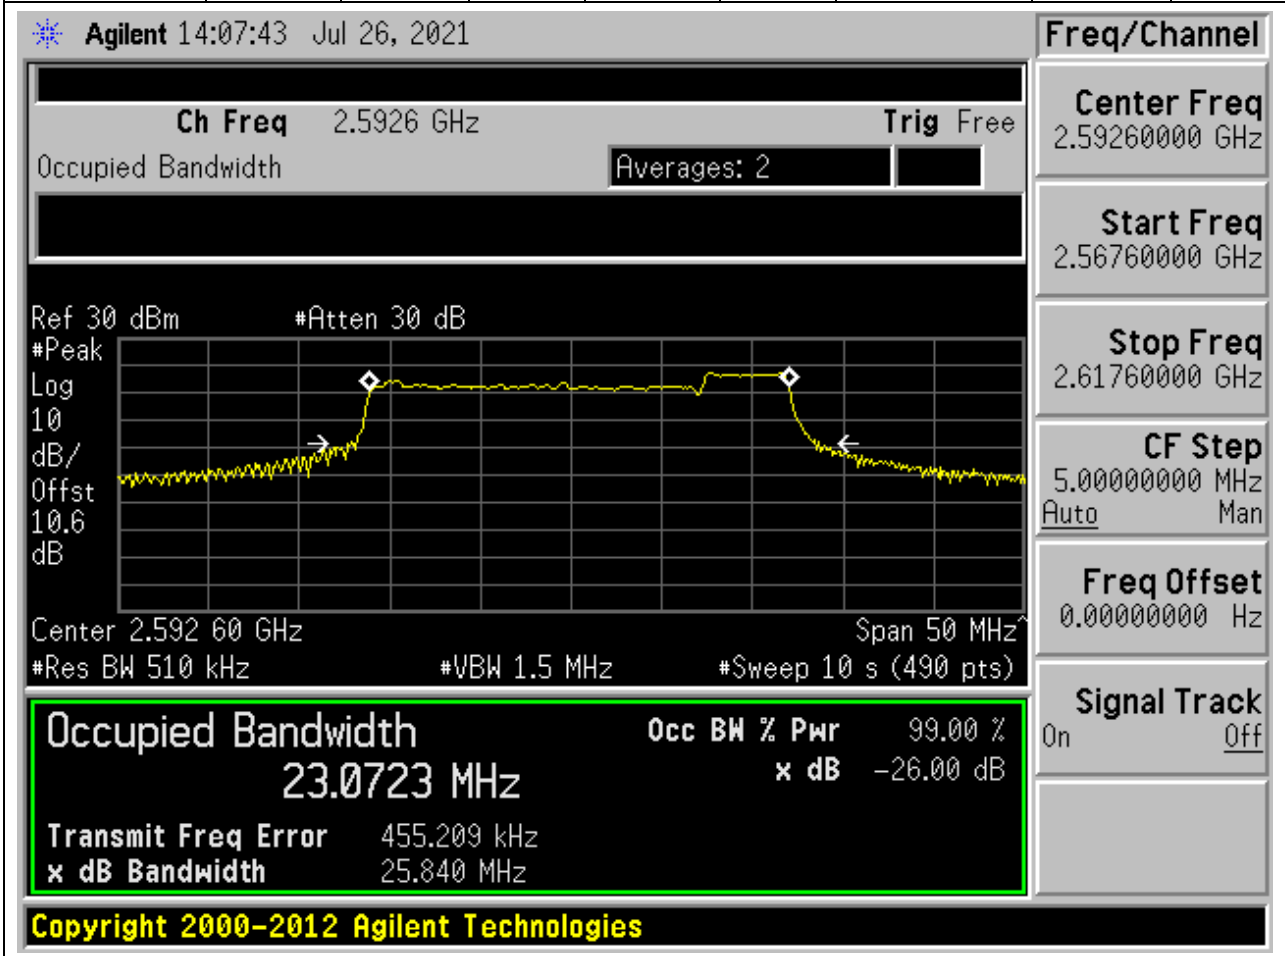 Agilent 14:07:43 Jul 26, 2021
Freq/Channel
Ch Freq 2.5926 GHz Trig Free
Occupied Bandwidth Averages: 2
Ref 30 dBm #Atten 30 dB
#Peak
Log
10
dB/
Offst
10.6
dB
Center 2.592 60 GHz Span 50 MHz^
#Res BW 510 kHz #VBW 1.5 MHz #Sweep 10 s (490 pts)
Occupied Bandwidth Occ BW % Pwr 99.00 %
23.0723 MHz x dB -26.00 dB
Transmit Freq Error 455.209 kHz
x dB Bandwidth 25.840 MHz
Center Freq
2.59260000 GHz
Start Freq
2.56760000 GHz
Stop Freq
2.61760000 GHz
CF Step
5.00000000 MHz
Auto Man
Freq Offset
0.00000000 Hz
Signal Track
On Off
Copyright 2000-2012 Agilent Technologies